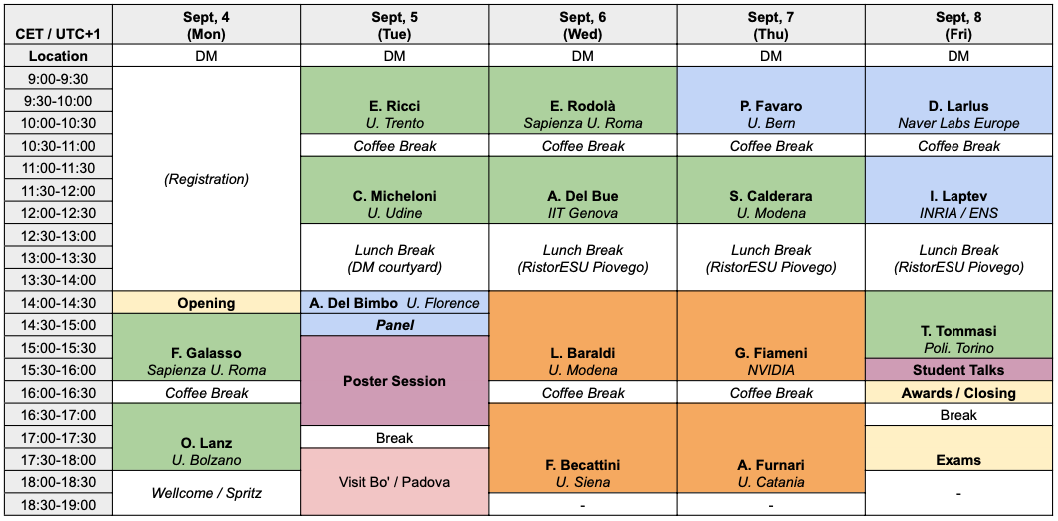 CET / UTC+1 Sept, 4 (Mon) Sept, 5 (Tue) Sept, 6 (Wed) Sept, 7 (Thu) Sept, 8 (Fri)
Location DM DM DM DM DM
9:00-9:30
9:30-10:00 E. Ricci E. Rodolà P. Favaro D. Larlus
10:00-10:30 U. Trento Sapienza U. Roma U. Bern Naver Labs Europe
10:30-11:00 Coffee Break Coffee Break Coffee Break Coffee Break
11:00-11:30 (Registration)
11:30-12:00 C. Micheloni A. Del Bue S. Calderara I. Laptev
12:00-12:30 U. Udine IIT Genova U. Modena INRIA / ENS
12:30-13:00 Lunch Break Lunch Break Lunch Break Lunch Break
13:00-13:30 (DM courtyard) (RistorESU Piovego) (RistorESU Piovego) (RistorESU Piovego)
13:30-14:00
14:00-14:30 Opening A. Del Bimbo U. Florence
14:30-15:00 Panel T. Tommasi
15:00-15:30 F. Galasso L. Baraldi G. Fiameni Poli. Torino
15:30-16:00 Sapienza U. Roma Poster Session U. Modena NVIDIA Student Talks
16:00-16:30 Coffee Break Coffee Break Coffee Break Awards / Closing
16:30-17:00 Break
17:00-17:30 O. Lanz Break
17:30-18:00 U. Bolzano F. Becattini A. Furnari Exams
18:00-18:30 Wellcome / Spritz Visit Bo' / Padova U. Siena U. Catania -
18:30-19:00 - -